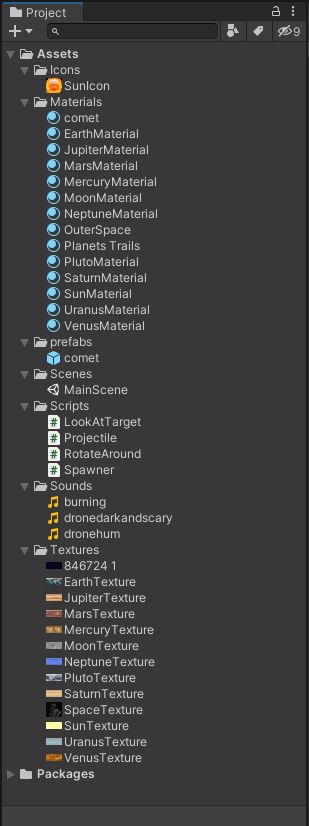 Project
9
Assets
Icons
SunIcon
Materials
comet
EarthMaterial
JupiterMaterial
MarsMaterial
MercuryMaterial
MoonMaterial
NeptuneMaterial
OuterSpace
Planets Trails
PlutoMaterial
SaturnMaterial
SunMaterial
UranusMaterial
VenusMaterial
prefabs
comet
Scenes
MainScene
Scripts
LookAtTarget
Projectile
RotateAround
Spawner
Sounds
burning
dronedarkandscary
dronehum
Textures
846724 1
EarthTexture
JupiterTexture
MarsTexture
MercuryTexture
MoonTexture
NeptuneTexture
PlutoTexture
SaturnTexture
SpaceTexture
SunTexture
UranusTexture
VenusTexture
Packages